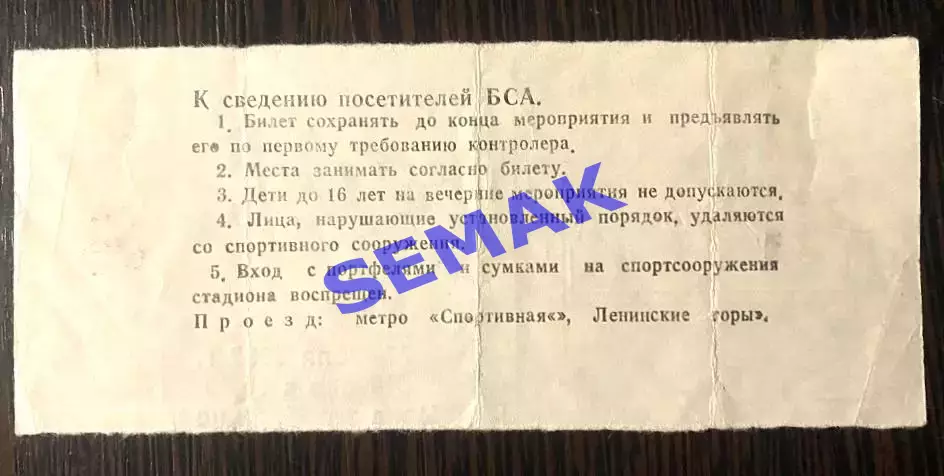 К сведению посетителей БСА.
1. Билет сохранять до конца мероприятия и предъявлять
его по первому требованию контролера.
2. Места занимать согласно билету.
3. Дети до 16 лет на вечерние мероприятия не допускаются.
4. Лица, нарушающие установленный порядок, удаляются
со спортивного сооружения.
5. Вход с портфелями и сумками на спортсооружения
стадиона воспрещен.
Проезд: метро «Спортивная«», Ленинские горы».
SEMAK